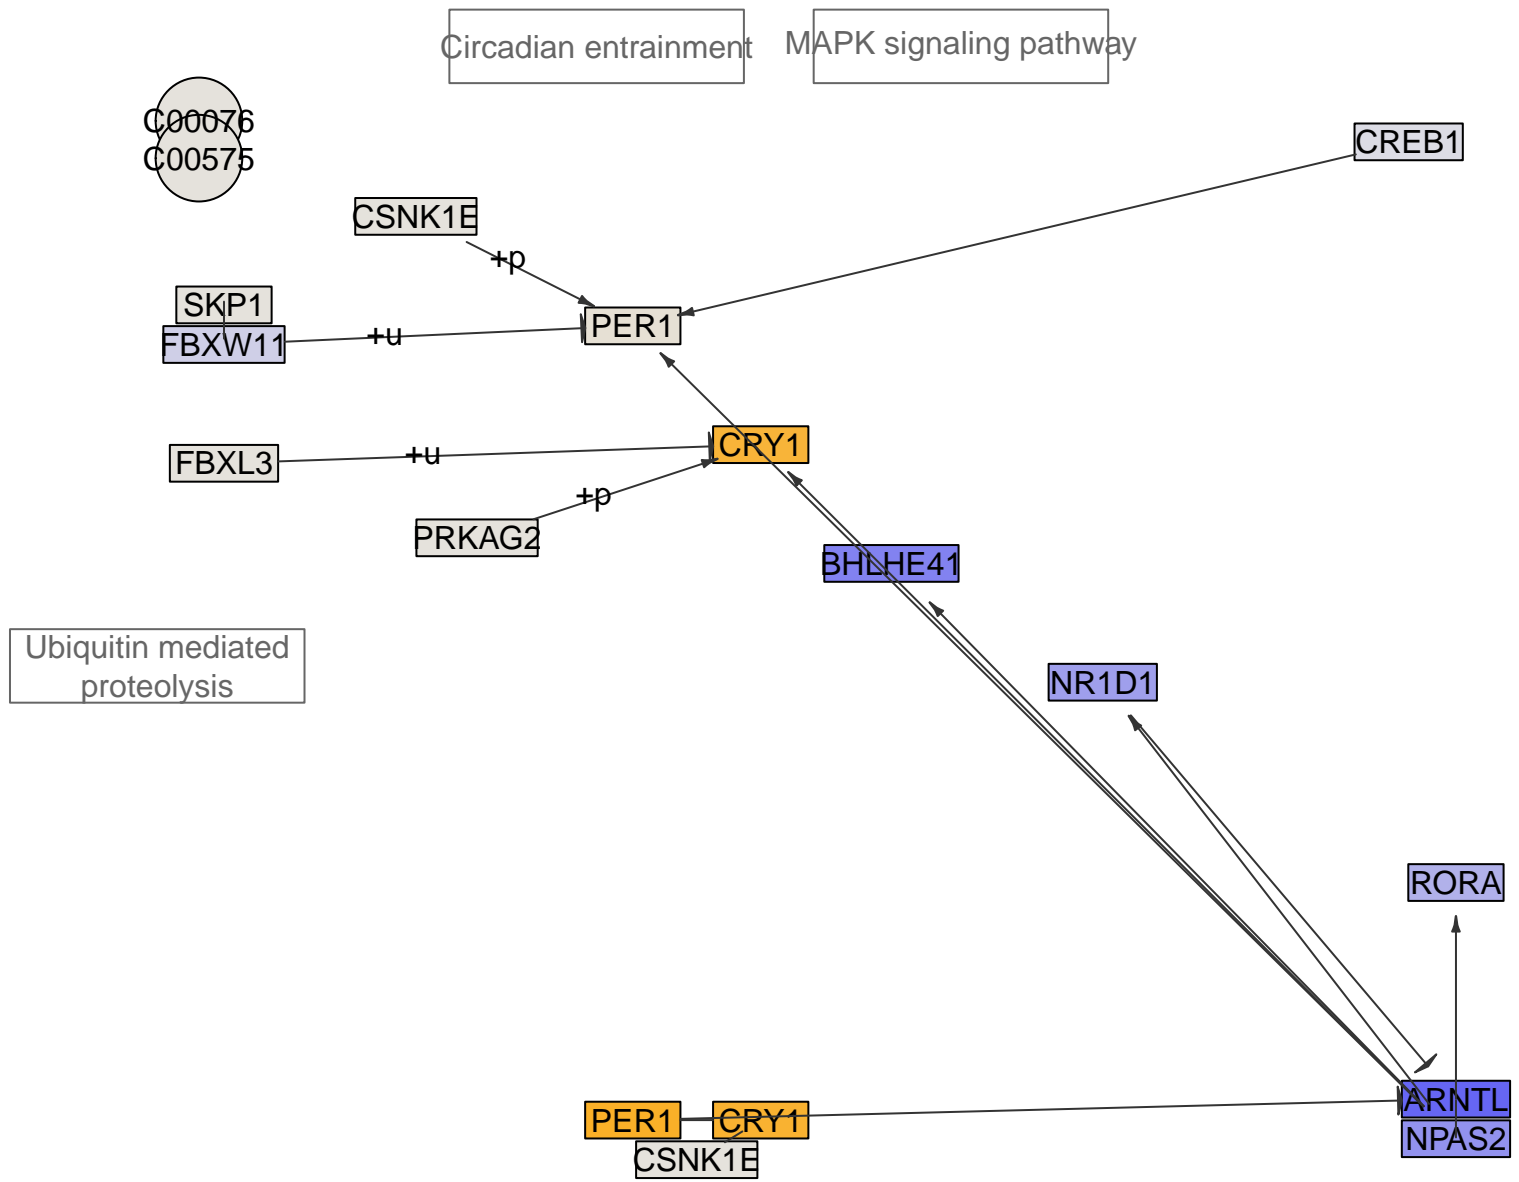 Circadian entrainment
MAPK signaling pathway
C00076
C00575
CREB1
CSNK1E
+p
SKP1
PER1
FBXW11
+u
CRY1
FBXL3
+u
+p
PRKAG2
BHLHE41
Ubiquitin mediated
proteolysis
NR1D1
RORA
ARNTL
PER1
CRY1
NPAS2
CSNK1E